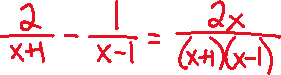 2/(x+1) - 1/(x-1) = 2x/((x+1)(x-1))